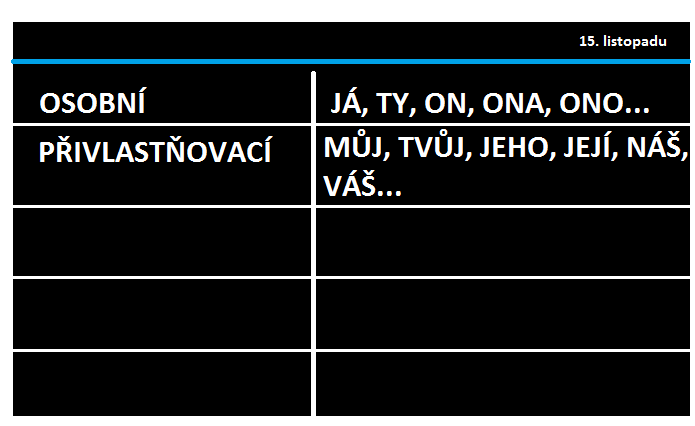 15. listopadu
OSOBNÍ
JÁ, TY, ON, ONA, ONO...
PŘIVLASTŇOVACÍ
MŮJ, TVŮJ, JEHO, JEJÍ, NÁŠ,
VÁŠ...